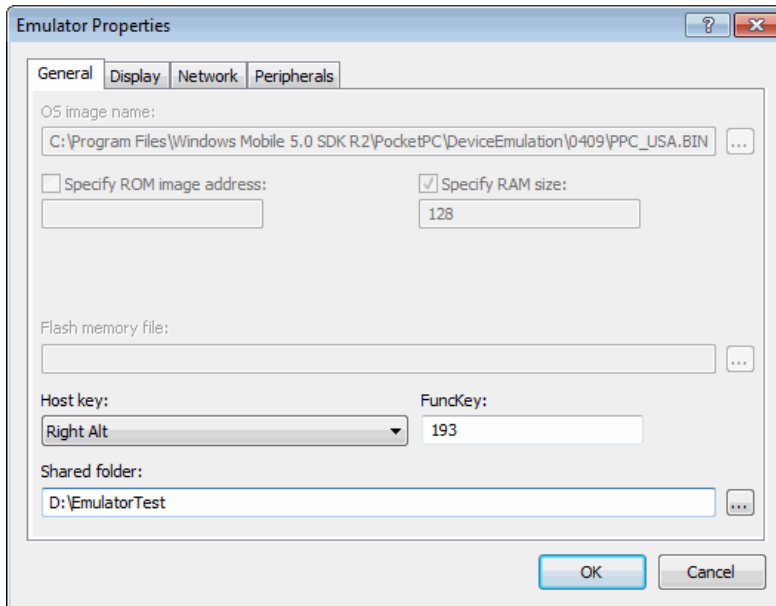 Emulator Properties
General Display Network Peripherals
OS image name:
C:\Program Files\Windows Mobile 5.0 SDK R2\PocketPC\DeviceEmulation\0409\PPC_USA.BIN ...
Specify ROM image address: Specify RAM size:
128
Flash memory file:
...
Host key: FuncKey:
Right Alt 193
Shared folder:
D:\EmulatorTest ...
OK Cancel